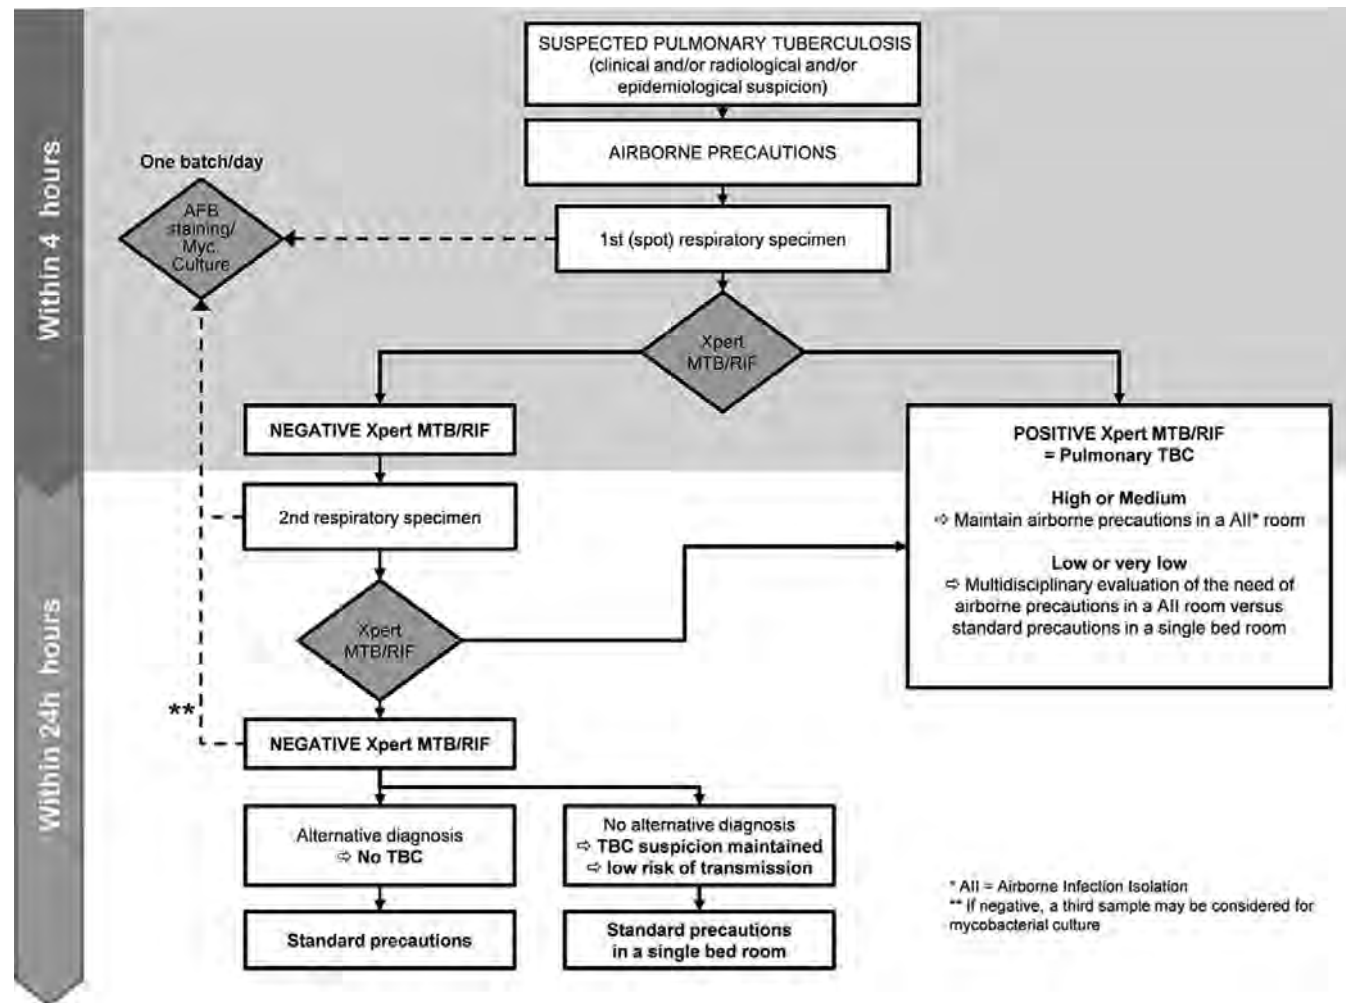 SUSPECTED PULMONARY TUBERCULOSIS
(clinical and/or radiological and/or
epidemiological suspicion)
AIRBORNE PRECAUTIONS
Within 4 hours
One batch/day
AFB
staining/
Myc.
Culture
1st (spot) respiratory specimen
Xpert
MTB/RIF
NEGATIVE Xpert MTB/RIF
POSITIVE Xpert MTB/RIF
= Pulmonary TBC
High or Medium
⇨ Maintain airborne precautions in a AII* room
Low or very low
⇨ Multidisciplinary evaluation of the need of
airborne precautions in a AII room versus
standard precautions in a single bed room
Within 24h hours
2nd respiratory specimen
Xpert
MTB/RIF
**
NEGATIVE Xpert MTB/RIF
Alternative diagnosis
⇨ No TBC
No alternative diagnosis
⇨ TBC suspicion maintained
⇨ low risk of transmission
Standard precautions
Standard precautions
in a single bed room
* AII = Airborne Infection Isolation
** If negative, a third sample may be considered for
mycobacterial culture